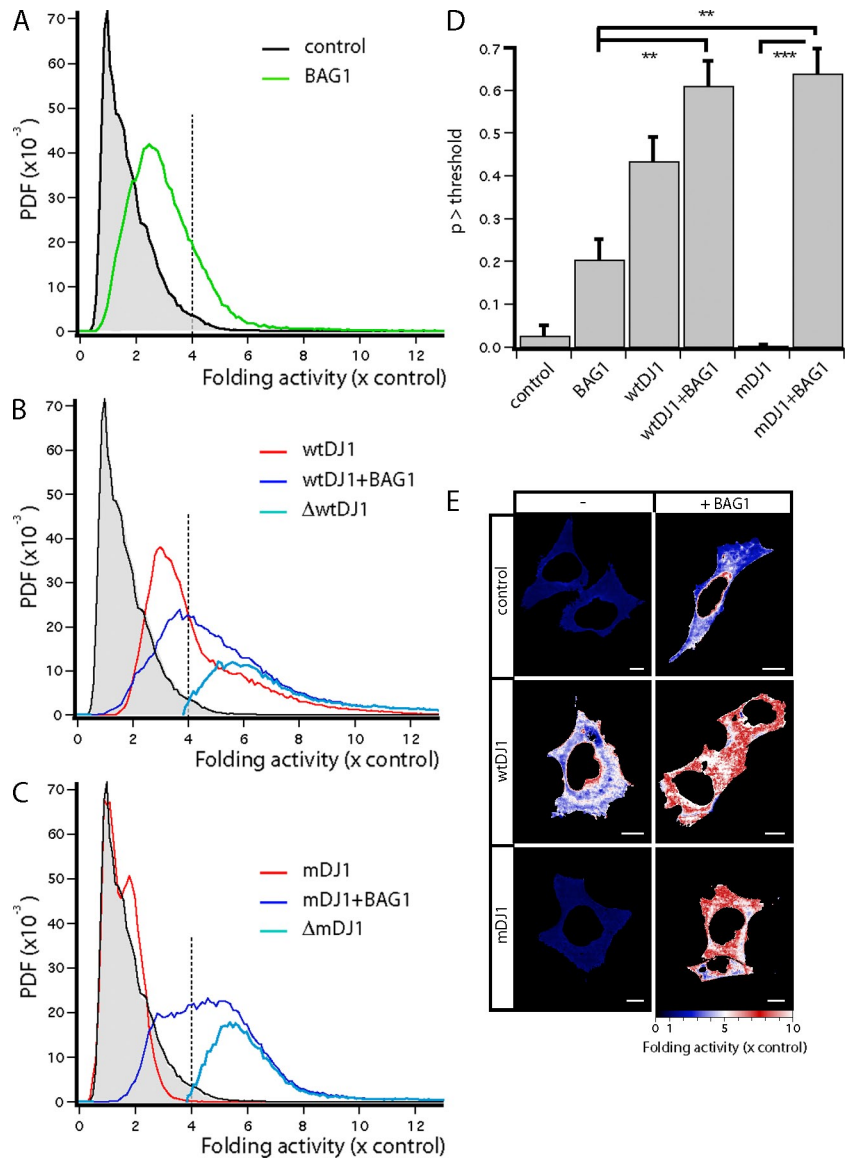 A
70
60
50
40
30
20
10
0
PDF (x10⁻³)
control
BAG1
0 2 4 6 8 10 12
Folding activity (x control)
B
70
60
50
40
30
20
10
0
PDF (x10⁻³)
wtDJ1
wtDJ1+BAG1
ΔwtDJ1
0 2 4 6 8 10 12
Folding activity (x control)
C
70
60
50
40
30
20
10
0
PDF (x10⁻³)
mDJ1
mDJ1+BAG1
ΔmDJ1
0 2 4 6 8 10 12
Folding activity (x control)
D
**
**
***
0.7
0.6
0.5
0.4
0.3
0.2
0.1
0.0
p > threshold
control
BAG1
wtDJ1
wtDJ1+BAG1
mDJ1
mDJ1+BAG1
E
- + BAG1
control
wtDJ1
mDJ1
0 1 5 10
Folding activity (x control)